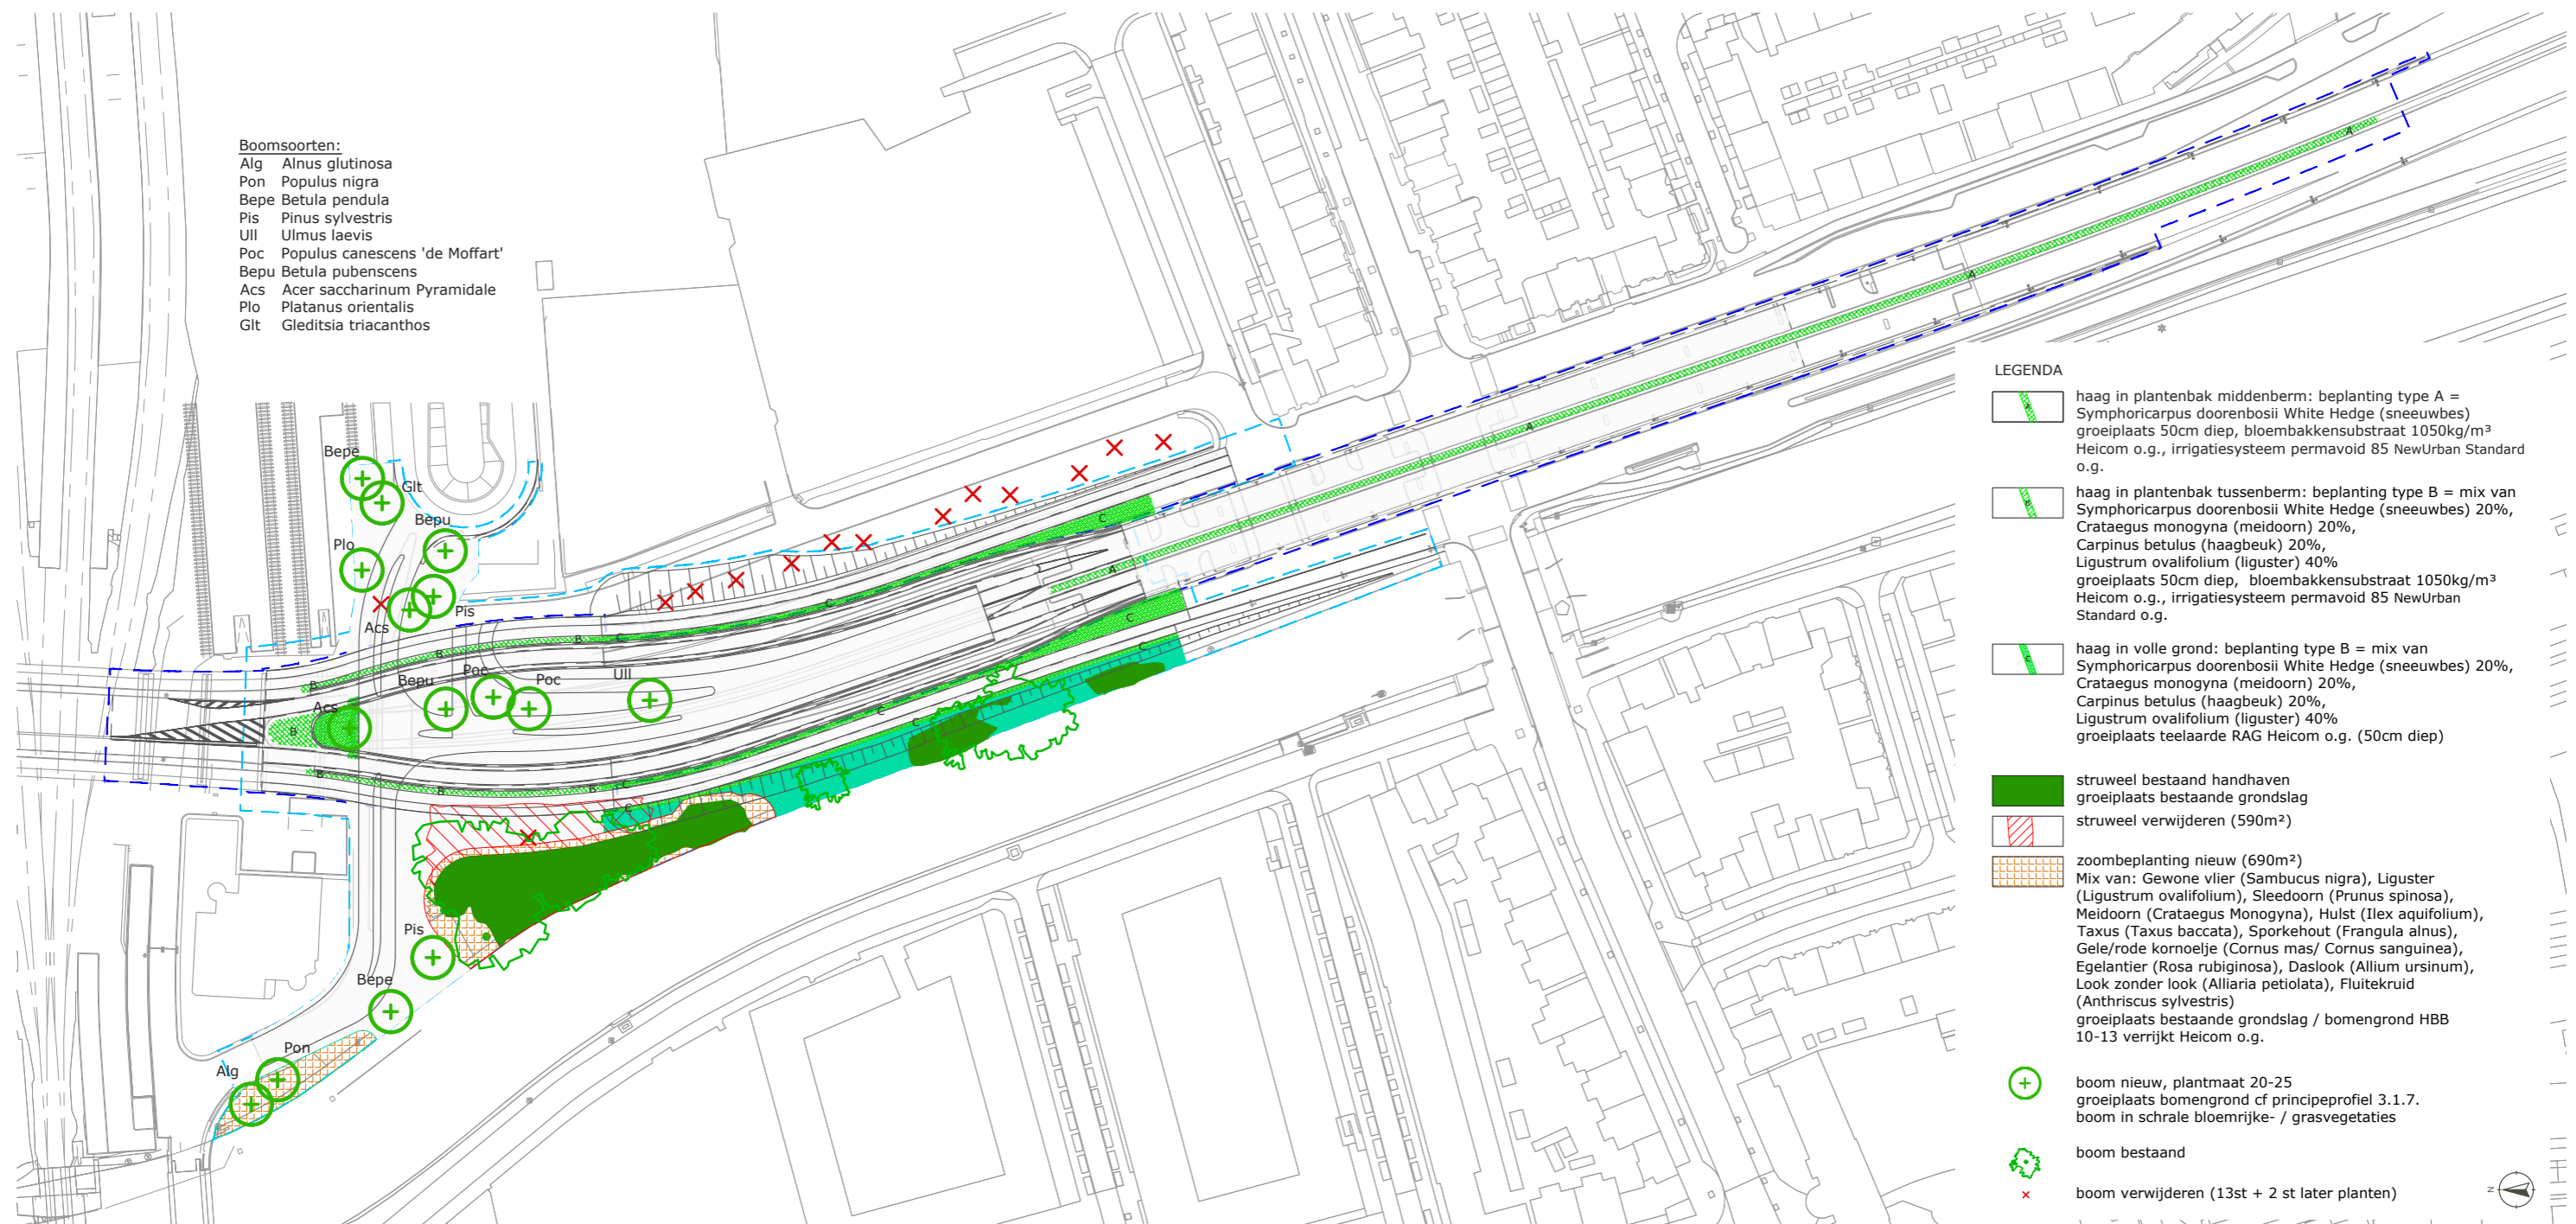 Boomsoorten:
Alg Alnus glutinosa
Pon Populus nigra
Bepe Betula pendula
Pis Pinus sylvestris
Ull Ulmus laevis
Poc Populus canescens 'de Moffart'
Bepu Betula pubenscens
Acs Acer saccharinum Pyramidale
Plo Platanus orientalis
Glt Gleditsia triacanthos
Bepe
Glt
Bepu
Plo
Pis
Acs
Poc
Bepu
Poc
Ull
Acs
Pis
Bepe
Pon
Alg
A
A
A
A
C
C
C
C
C
C
C
C
C
B
B
B
B
B
B
B
LEGENDA
A
haag in plantenbak middenberm: beplanting type A =
Symphoricarpus doorenbosii White Hedge (sneeuwbes)
groeiplaats 50cm diep, bloembakkensubstraat 1050kg/m³
Heicom o.g., irrigatiesysteem permavoid 85 NewUrban Standard
o.g.
B
haag in plantenbak tussenberm: beplanting type B = mix van
Symphoricarpus doorenbosii White Hedge (sneeuwbes) 20%,
Crataegus monogyna (meidoorn) 20%,
Carpinus betulus (haagbeuk) 20%,
Ligustrum ovalifolium (liguster) 40%
groeiplaats 50cm diep, bloembakkensubstraat 1050kg/m³
Heicom o.g., irrigatiesysteem permavoid 85 NewUrban
Standard o.g.
C
haag in volle grond: beplanting type B = mix van
Symphoricarpus doorenbosii White Hedge (sneeuwbes) 20%,
Crataegus monogyna (meidoorn) 20%,
Carpinus betulus (haagbeuk) 20%,
Ligustrum ovalifolium (liguster) 40%
groeiplaats teelaarde RAG Heicom o.g. (50cm diep)
struweel bestaand handhaven
groeiplaats bestaande grondslag
struweel verwijderen (590m²)
zoombeplanting nieuw (690m²)
Mix van: Gewone vlier (Sambucus nigra), Liguster
(Ligustrum ovalifolium), Sleedoorn (Prunus spinosa),
Meidoorn (Crataegus Monogyna), Hulst (Ilex aquifolium),
Taxus (Taxus baccata), Sporkehout (Frangula alnus),
Gele/rode kornoelje (Cornus mas/ Cornus sanguinea),
Egelantier (Rosa rubiginosa), Daslook (Allium ursinum),
Look zonder look (Alliaria petiolata), Fluitekruid
(Anthriscus sylvestris)
groeiplaats bestaande grondslag / bomengrond HBB
10-13 verrijkt Heicom o.g.
boom nieuw, plantmaat 20-25
groeiplaats bomengrond cf principeprofiel 3.1.7.
boom in schrale bloemrijke- / grasvegetaties
boom bestaand
boom verwijderen (13st + 2 st later planten)
N